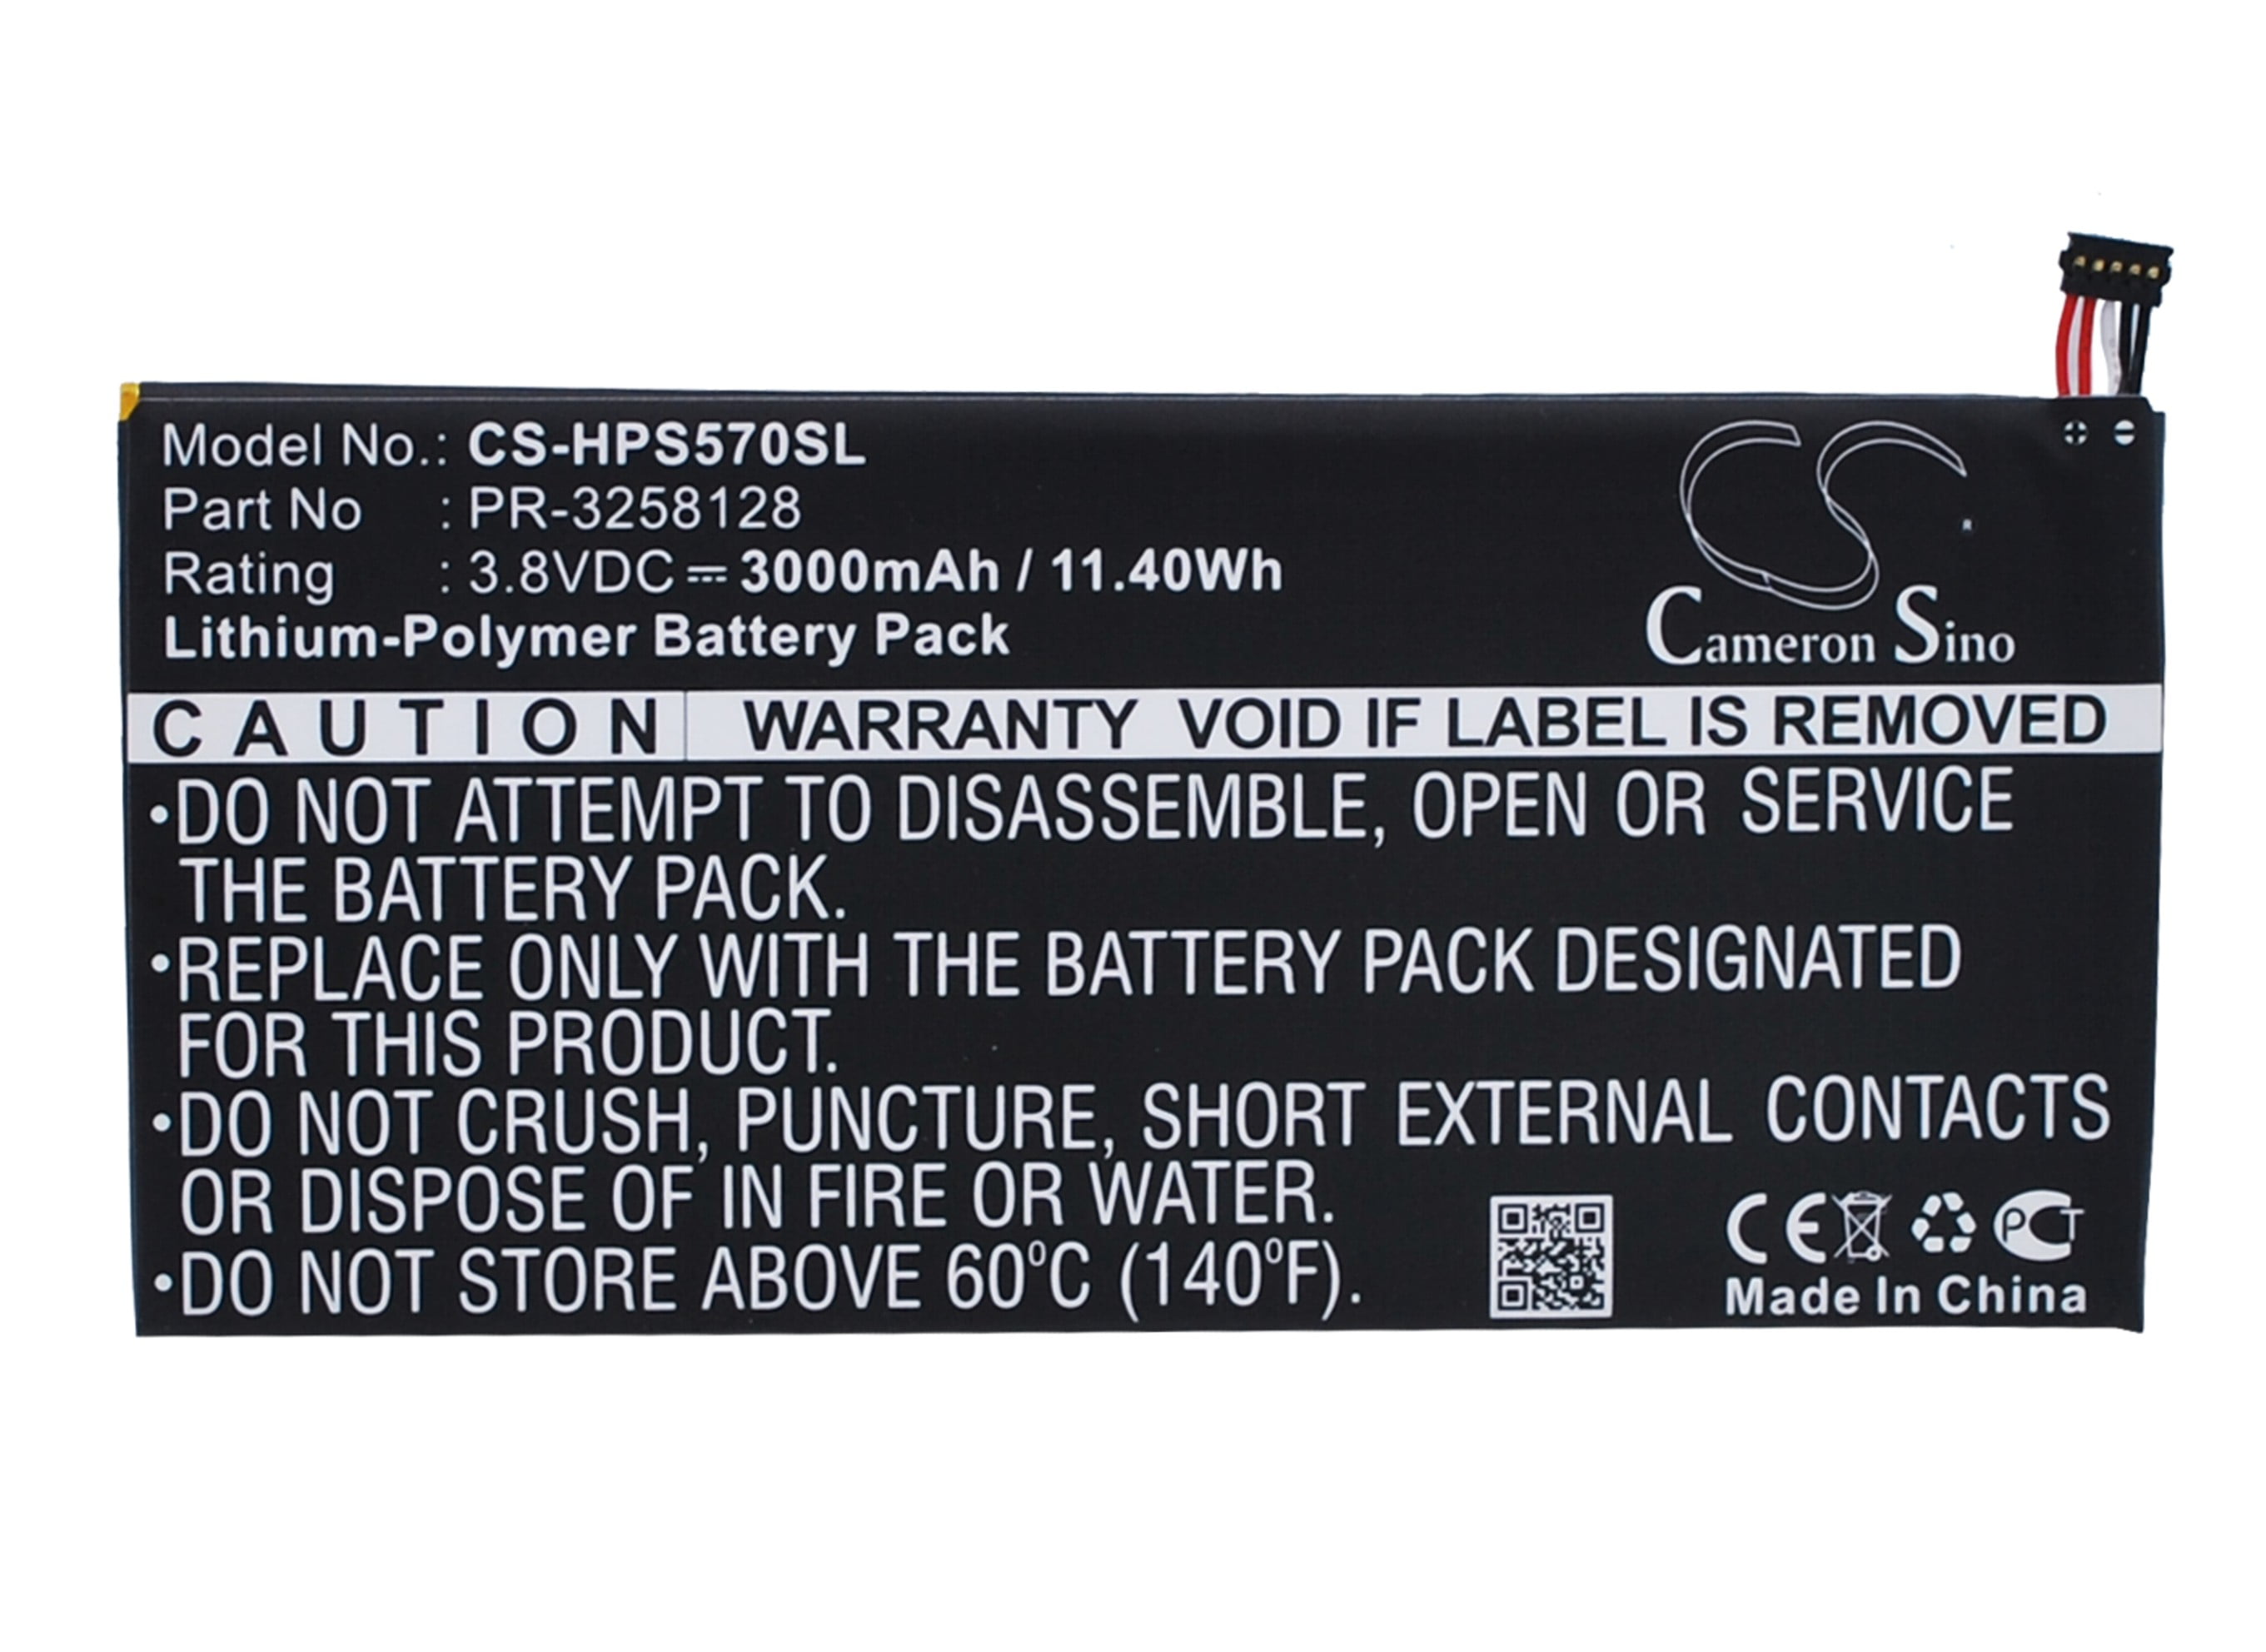 Model No.: CS-HPS570SL
Part No : PR-3258128
Rating : 3.8VDC⎓3000mAh / 11.40Wh
Lithium-Polymer Battery Pack
CS
®
Cameron Sino
CAUTION WARRANTY VOID IF LABEL IS REMOVED
•DO NOT ATTEMPT TO DISASSEMBLE, OPEN OR SERVICE
THE BATTERY PACK.
•REPLACE ONLY WITH THE BATTERY PACK DESIGNATED
FOR THIS PRODUCT.
•DO NOT CRUSH, PUNCTURE, SHORT EXTERNAL CONTACTS
OR DISPOSE OF IN FIRE OR WATER.
•DO NOT STORE ABOVE 60°C (140°F).
CE PCT
Made In China